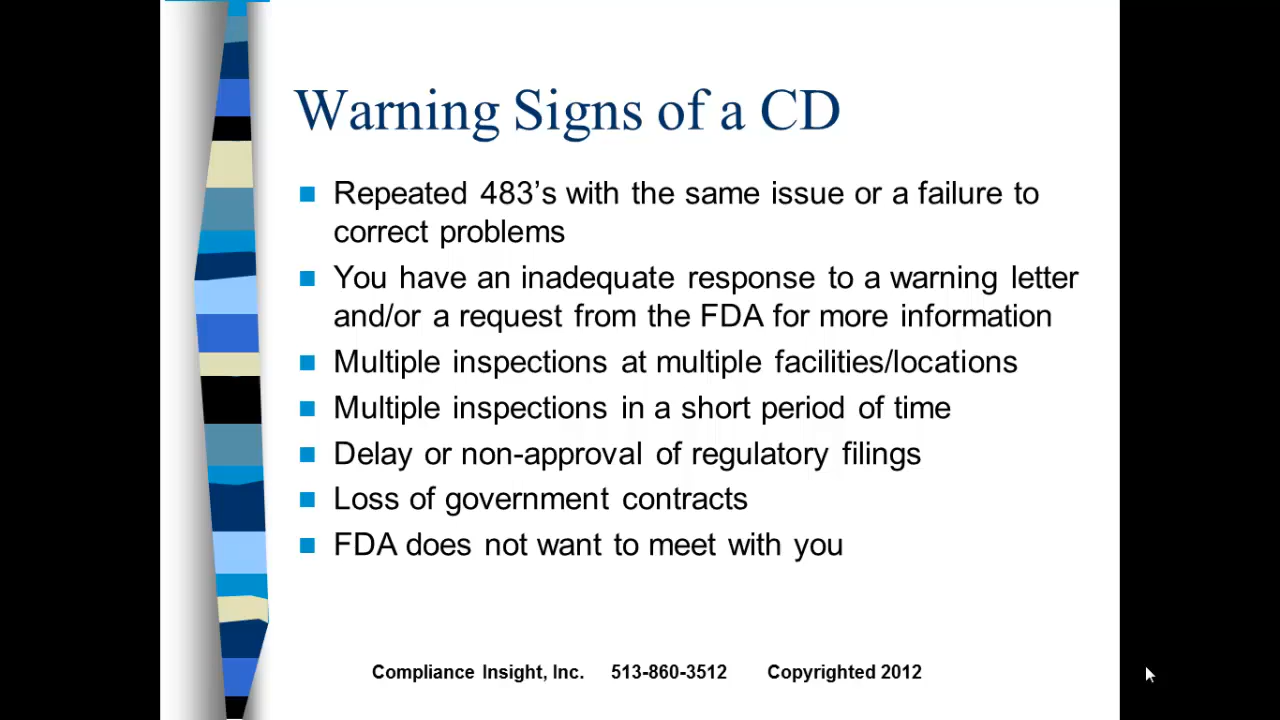 Warning Signs of a CD
Repeated 483’s with the same issue or a failure to
correct problems
You have an inadequate response to a warning letter
and/or a request from the FDA for more information
Multiple inspections at multiple facilities/locations
Multiple inspections in a short period of time
Delay or non-approval of regulatory filings
Loss of government contracts
FDA does not want to meet with you
Compliance Insight, Inc. 513-860-3512 Copyrighted 2012